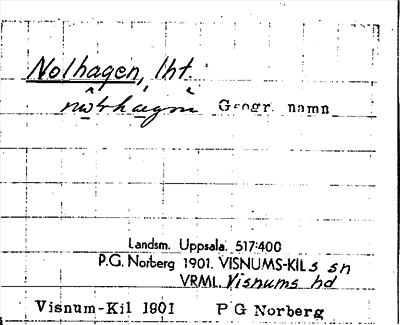 Nolhagen, lht.
Geogr. namn
Landsm. Uppsala. 517:400
P.G. Norberg 1901. VISNUMS-KILs sn
VRML. Visnums hd
Visnum-Kil 1901 P G Norberg